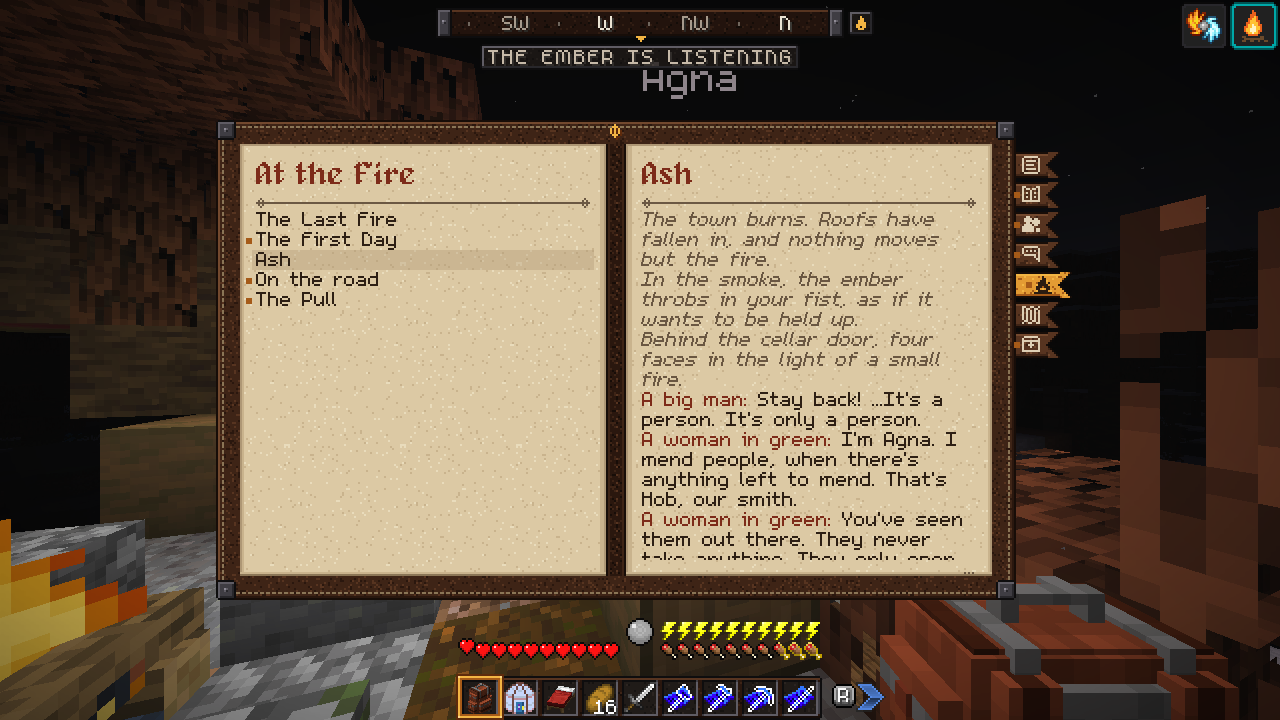 SW W NW N
THE EMBER IS LISTENING
Agna
At the Fire
The Last Fire
The First Day
Ash
On the road
The Pull
Ash
The town burns. Roofs have
fallen in, and nothing moves
but the fire.
In the smoke, the ember
throbs in your fist, as if it
wants to be held up.
Behind the cellar door, four
faces in the light of a small
fire.
A big man: Stay back! …It's a
person. It's only a person.
A woman in green: I'm Agna. I
mend people, when there's
anything left to mend. That's
Hob, our smith.
A woman in green: You've seen
them out there. They never
take anything. They only open
…
16
R